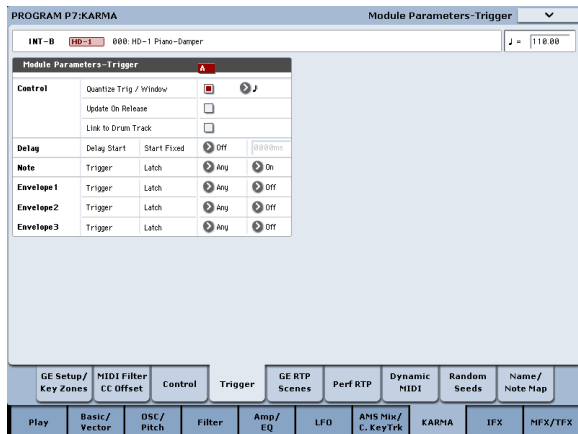 PROGRAM P7:KARMA Module Parameters-Trigger
INT-B HD-1 000: HD-1 Piano-Damper ♩ = 110.00
Module Parameters-Trigger A
Control Quantize Trig / Window ♪
Update On Release
Link to Drum Track
Delay Delay Start Start Fixed Off 0000ms
Note Trigger Latch Any On
Envelope1 Trigger Latch Any Off
Envelope2 Trigger Latch Any Off
Envelope3 Trigger Latch Any Off
GE Setup/ Key Zones
MIDI Filter CC Offset
Control
Trigger
GE RTP Scenes
Perf RTP
Dynamic MIDI
Random Seeds
Name/ Note Map
Play
Basic/ Vector
OSC/ Pitch
Filter
Amp/ EQ
LFO
AMS Mix/ C. KeyTrk
KARMA
IFX
MFX/TFX